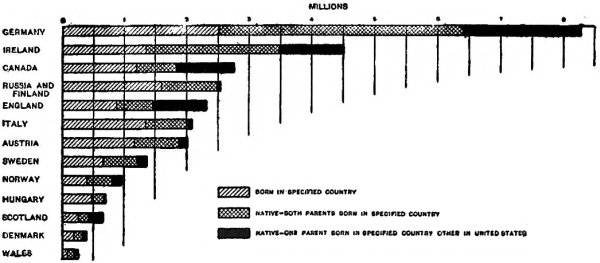 MILLIONS
0 1 2 3 4 5 6 7 8
GERMANY
IRELAND
CANADA
RUSSIA AND
FINLAND
ENGLAND
ITALY
AUSTRIA
SWEDEN
NORWAY
HUNGARY
SCOTLAND
DENMARK
WALES
BORN IN SPECIFIED COUNTRY
NATIVE-BOTH PARENTS BORN IN SPECIFIED COUNTRY
NATIVE-ONE PARENT BORN IN SPECIFIED COUNTRY OTHER IN UNITED STATES